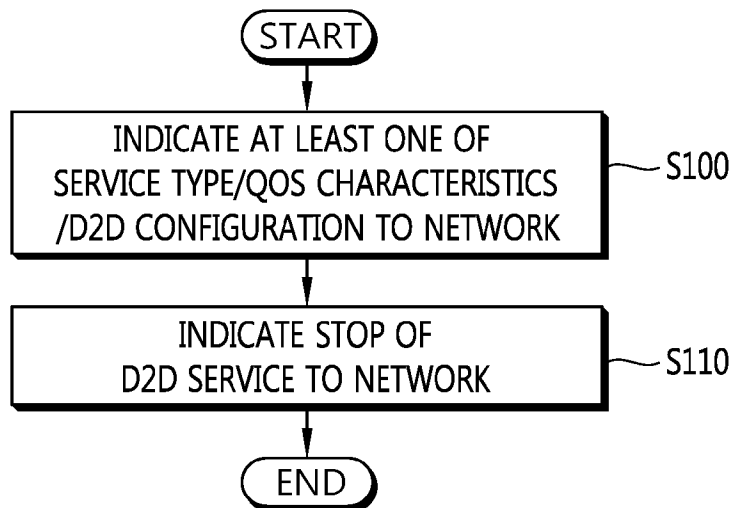 START
INDICATE AT LEAST ONE OF
SERVICE TYPE/QOS CHARACTERISTICS
/D2D CONFIGURATION TO NETWORK
S100
INDICATE STOP OF
D2D SERVICE TO NETWORK
S110
END